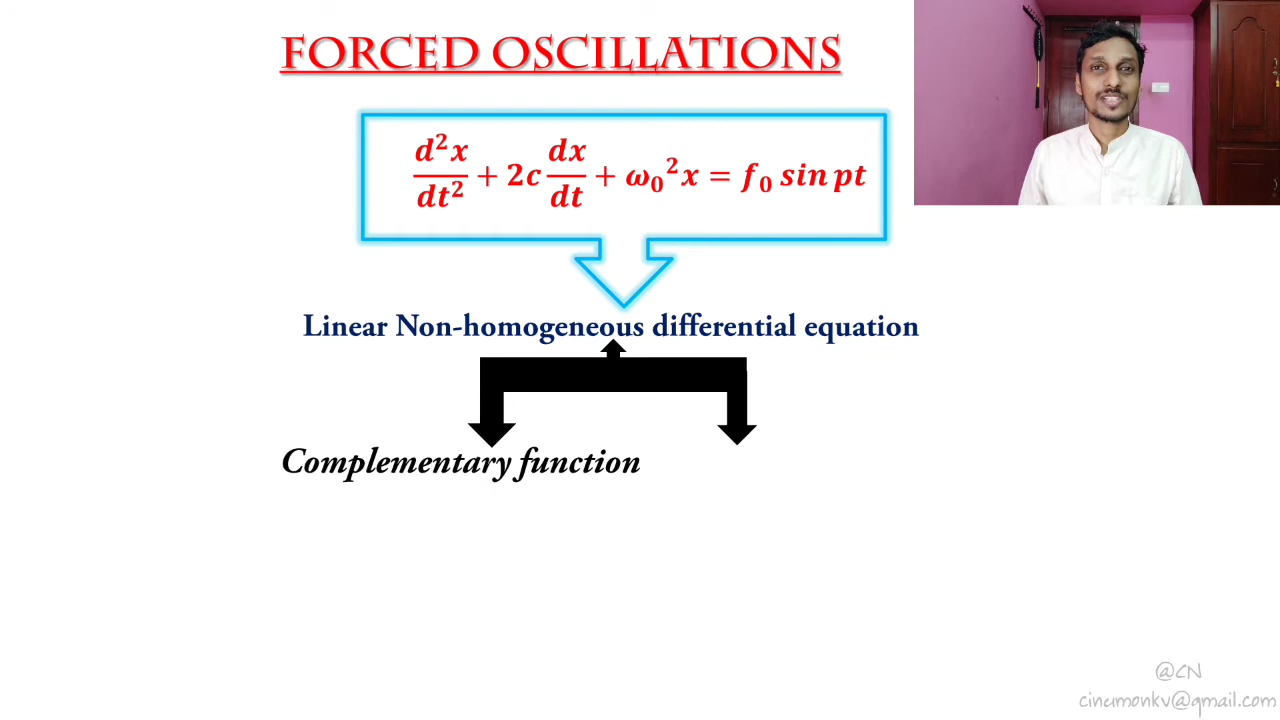 FORCED OSCILLATIONS
d²x/dt² + 2c dx/dt + ω₀²x = f₀ sin pt
Linear Non-homogeneous differential equation
Complementary function
@CN
cinumonkv@gmail.com